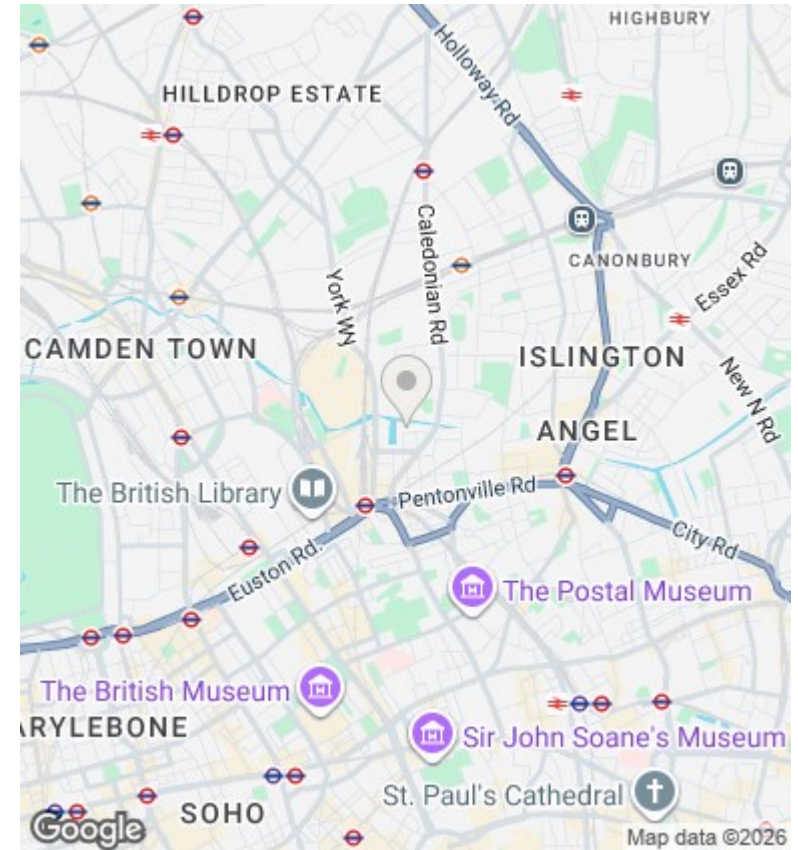 HIGHBURY
Holloway Rd
HILLDROP ESTATE
Caledonian Rd
CANONBURY
Essex Rd
York Wy
CAMDEN TOWN
ISLINGTON
New N Rd
ANGEL
The British Library
Pentonville Rd
City Rd
Euston Rd.
The Postal Museum
The British Museum
ARYLEBONE
Sir John Soane's Museum
St. Paul's Cathedral
SOHO
Google
Map data ©2026